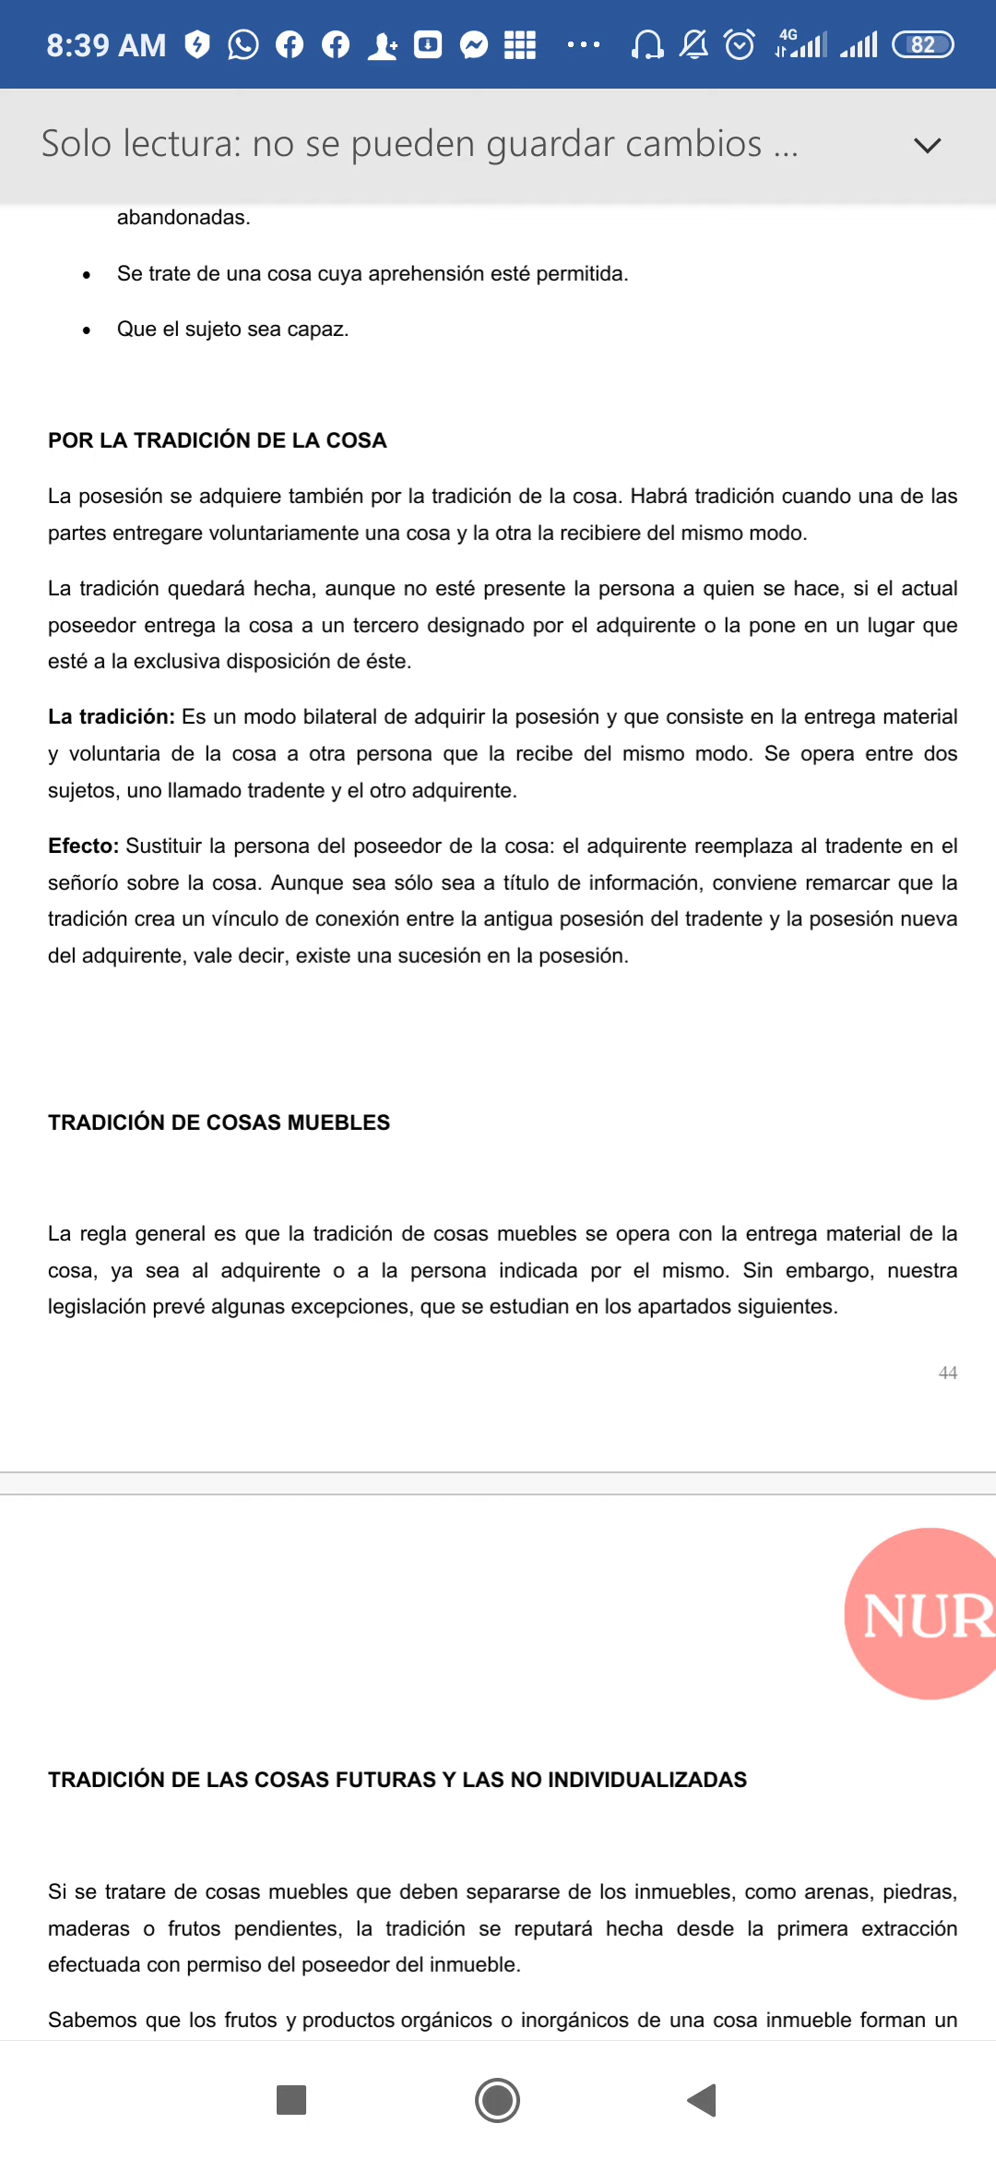 8:39 AM
4G
82
Solo lectura: no se pueden guardar cambios ...
abandonadas.
• Se trate de una cosa cuya aprehensión esté permitida.
• Que el sujeto sea capaz.
POR LA TRADICIÓN DE LA COSA
La posesión se adquiere también por la tradición de la cosa. Habrá tradición cuando una de las
partes entregare voluntariamente una cosa y la otra la recibiere del mismo modo.
La tradición quedará hecha, aunque no esté presente la persona a quien se hace, si el actual
poseedor entrega la cosa a un tercero designado por el adquirente o la pone en un lugar que
esté a la exclusiva disposición de éste.
La tradición: Es un modo bilateral de adquirir la posesión y que consiste en la entrega material
y voluntaria de la cosa a otra persona que la recibe del mismo modo. Se opera entre dos
sujetos, uno llamado tradente y el otro adquirente.
Efecto: Sustituir la persona del poseedor de la cosa: el adquirente reemplaza al tradente en el
señorío sobre la cosa. Aunque sea sólo sea a título de información, conviene remarcar que la
tradición crea un vínculo de conexión entre la antigua posesión del tradente y la posesión nueva
del adquirente, vale decir, existe una sucesión en la posesión.
TRADICIÓN DE COSAS MUEBLES
La regla general es que la tradición de cosas muebles se opera con la entrega material de la
cosa, ya sea al adquirente o a la persona indicada por el mismo. Sin embargo, nuestra
legislación prevé algunas excepciones, que se estudian en los apartados siguientes.
44
NUR
TRADICIÓN DE LAS COSAS FUTURAS Y LAS NO INDIVIDUALIZADAS
Si se tratare de cosas muebles que deben separarse de los inmuebles, como arenas, piedras,
maderas o frutos pendientes, la tradición se reputará hecha desde la primera extracción
efectuada con permiso del poseedor del inmueble.
Sabemos que los frutos y productos orgánicos o inorgánicos de una cosa inmueble forman un